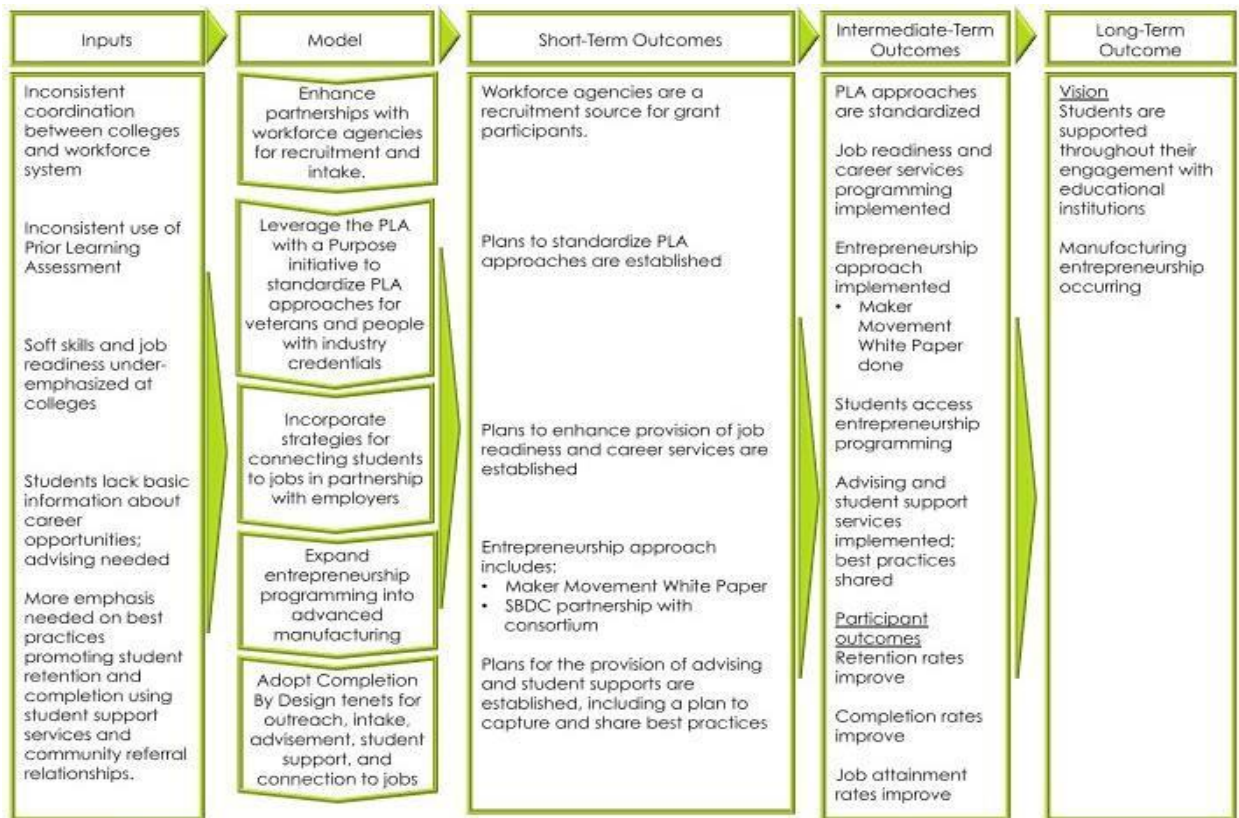 Inputs
Model
Short-Term Outcomes
Intermediate-Term
Outcomes
Long-Term
Outcome
Inconsistent
coordination
between colleges
and workforce
system
Inconsistent use of
Prior Learning
Assessment
Soft skills and job
readiness under-
emphasized at
colleges
Students lack basic
information about
career
opportunities;
advising needed
More emphasis
needed on best
practices
promoting student
retention and
completion using
student support
services and
community referral
relationships.
Enhance
partnerships with
workforce agencies
for recruitment and
intake.
Leverage the PLA
with a Purpose
initiative to
standardize PLA
approaches for
veterans and people
with industry
credentials
Incorporate
strategies for
connecting students
to jobs in partnership
with employers
Expand
entrepreneurship
programming into
advanced
manufacturing
Adopt Completion
By Design tenets for
outreach, intake,
advisement, student
support, and
connection to jobs
Workforce agencies are a
recruitment source for grant
participants.
Plans to standardize PLA
approaches are established
Plans to enhance provision of job
readiness and career services are
established
Entrepreneurship approach
includes:
• Maker Movement White Paper
• SBDC partnership with
consortium
Plans for the provision of advising
and student supports are
established, including a plan to
capture and share best practices
PLA approaches
are standardized
Job readiness and
career services
programming
implemented
Entrepreneurship
approach
implemented
• Maker
Movement
White Paper
done
Students access
entrepreneurship
programming
Advising and
student support
services
implemented;
best practices
shared
Participant
outcomes
Retention rates
improve
Completion rates
improve
Job attainment
rates improve
Vision
Students are
supported
throughout their
engagement with
educational
institutions
Manufacturing
entrepreneurship
occurring